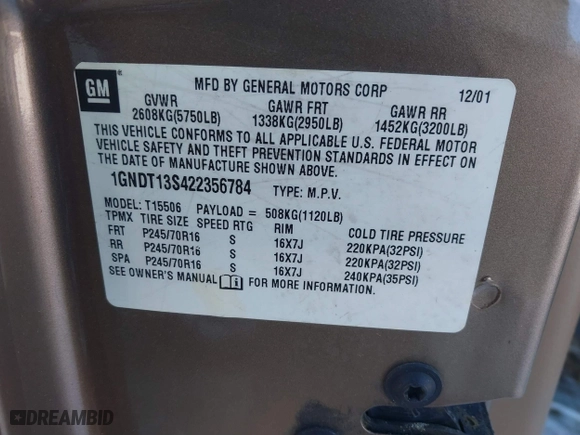 GM
MFD BY GENERAL MOTORS CORP 12/01
GVWR GAWR FRT GAWR RR
2608KG(5750LB) 1338KG(2950LB) 1452KG(3200LB)
THIS VEHICLE CONFORMS TO ALL APPLICABLE U.S. FEDERAL MOTOR
VEHICLE SAFETY AND THEFT PREVENTION STANDARDS IN EFFECT ON
THE DATE OF MANUFACTURE SHOWN ABOVE.
1GNDT13S422356784 TYPE: M.P.V.
MODEL: T15506 PAYLOAD = 508KG(1120LB)
TPMX TIRE SIZE SPEED RTG RIM COLD TIRE PRESSURE
FRT P245/70R16 S 16X7J 220KPA(32PSI)
RR P245/70R16 S 16X7J 220KPA(32PSI)
SPA P245/70R16 S 16X7J 240KPA(35PSI)
SEE OWNER'S MANUAL FOR MORE INFORMATION.
DREAMBID